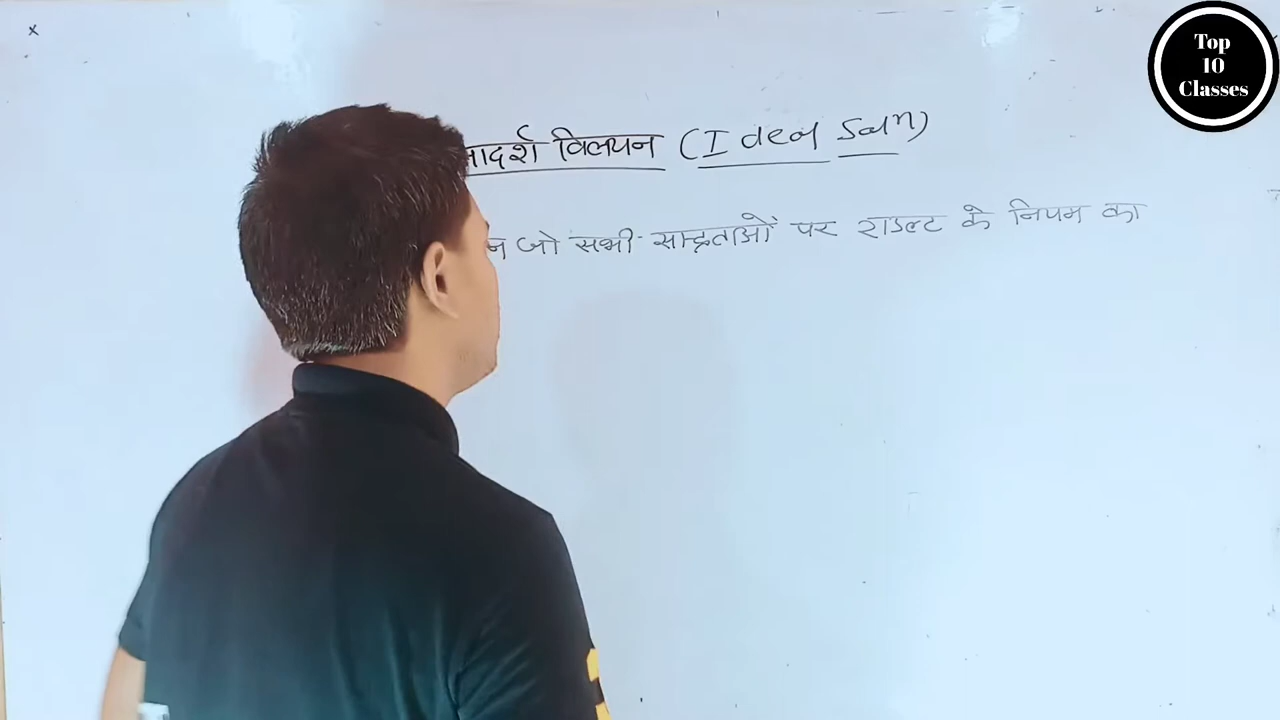 आदर्श विलयन (Ideal Solⁿ)
न जो सभी साद्रताओं पर राउल्ट के नियम का
Top
10
Classes